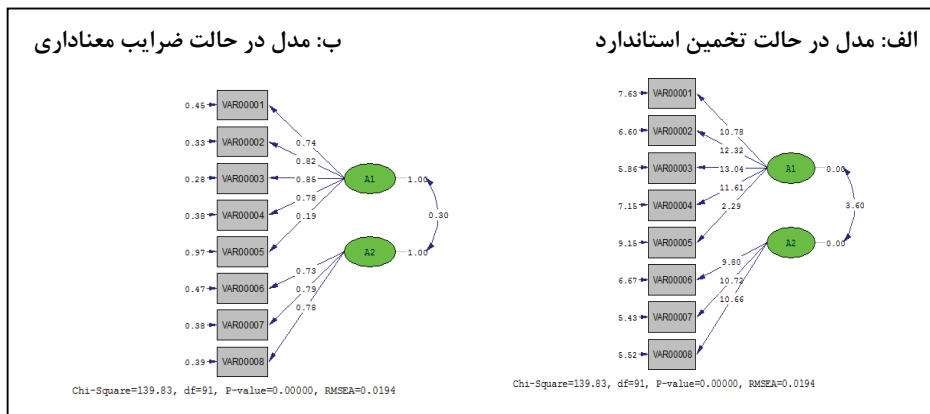 الف: مدل در حالت تخمین استاندارد
ب: مدل در حالت ضرایب معناداری
7.63 VAR00001 10.78
6.60 VAR00002 12.32
5.86 VAR00003 13.04 A1 0.00
7.15 VAR00004 11.61
3.60
9.15 VAR00005 2.29
A2 0.00
6.67 VAR00006 9.80
5.43 VAR00007 10.72
5.52 VAR00008 10.66
Chi-Square=139.83, df=91, P-value=0.00000, RMSEA=0.0194
0.45 VAR00001 0.74
0.33 VAR00002 0.82
0.28 VAR00003 0.85 A1 1.00
0.38 VAR00004 0.78
0.30
0.97 VAR00005 0.19
A2 1.00
0.47 VAR00006 0.73
0.38 VAR00007 0.79
0.39 VAR00008 0.78
Chi-Square=139.83, df=91, P-value=0.00000, RMSEA=0.0194